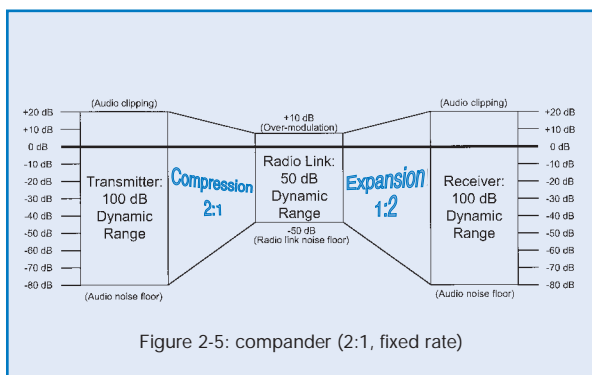 (Audio clipping)
(Audio clipping)
+20 dB
+10 dB
0 dB
-10 dB
-20 dB
-30 dB
-40 dB
-50 dB
-60 dB
-70 dB
-80 dB
Transmitter:
100 dB
Dynamic
Range
(Audio noise floor)
Compression
2:1
+10 dB
(Over-modulation)
Radio Link:
50 dB
Dynamic
Range
-50 dB
(Radio link noise floor)
Expansion
1:2
Receiver:
100 dB
Dynamic
Range
(Audio noise floor)
+20 dB
+10 dB
0 dB
-10 dB
-20 dB
-30 dB
-40 dB
-50 dB
-60 dB
-70 dB
-80 dB
Figure 2-5: compander (2:1, fixed rate)